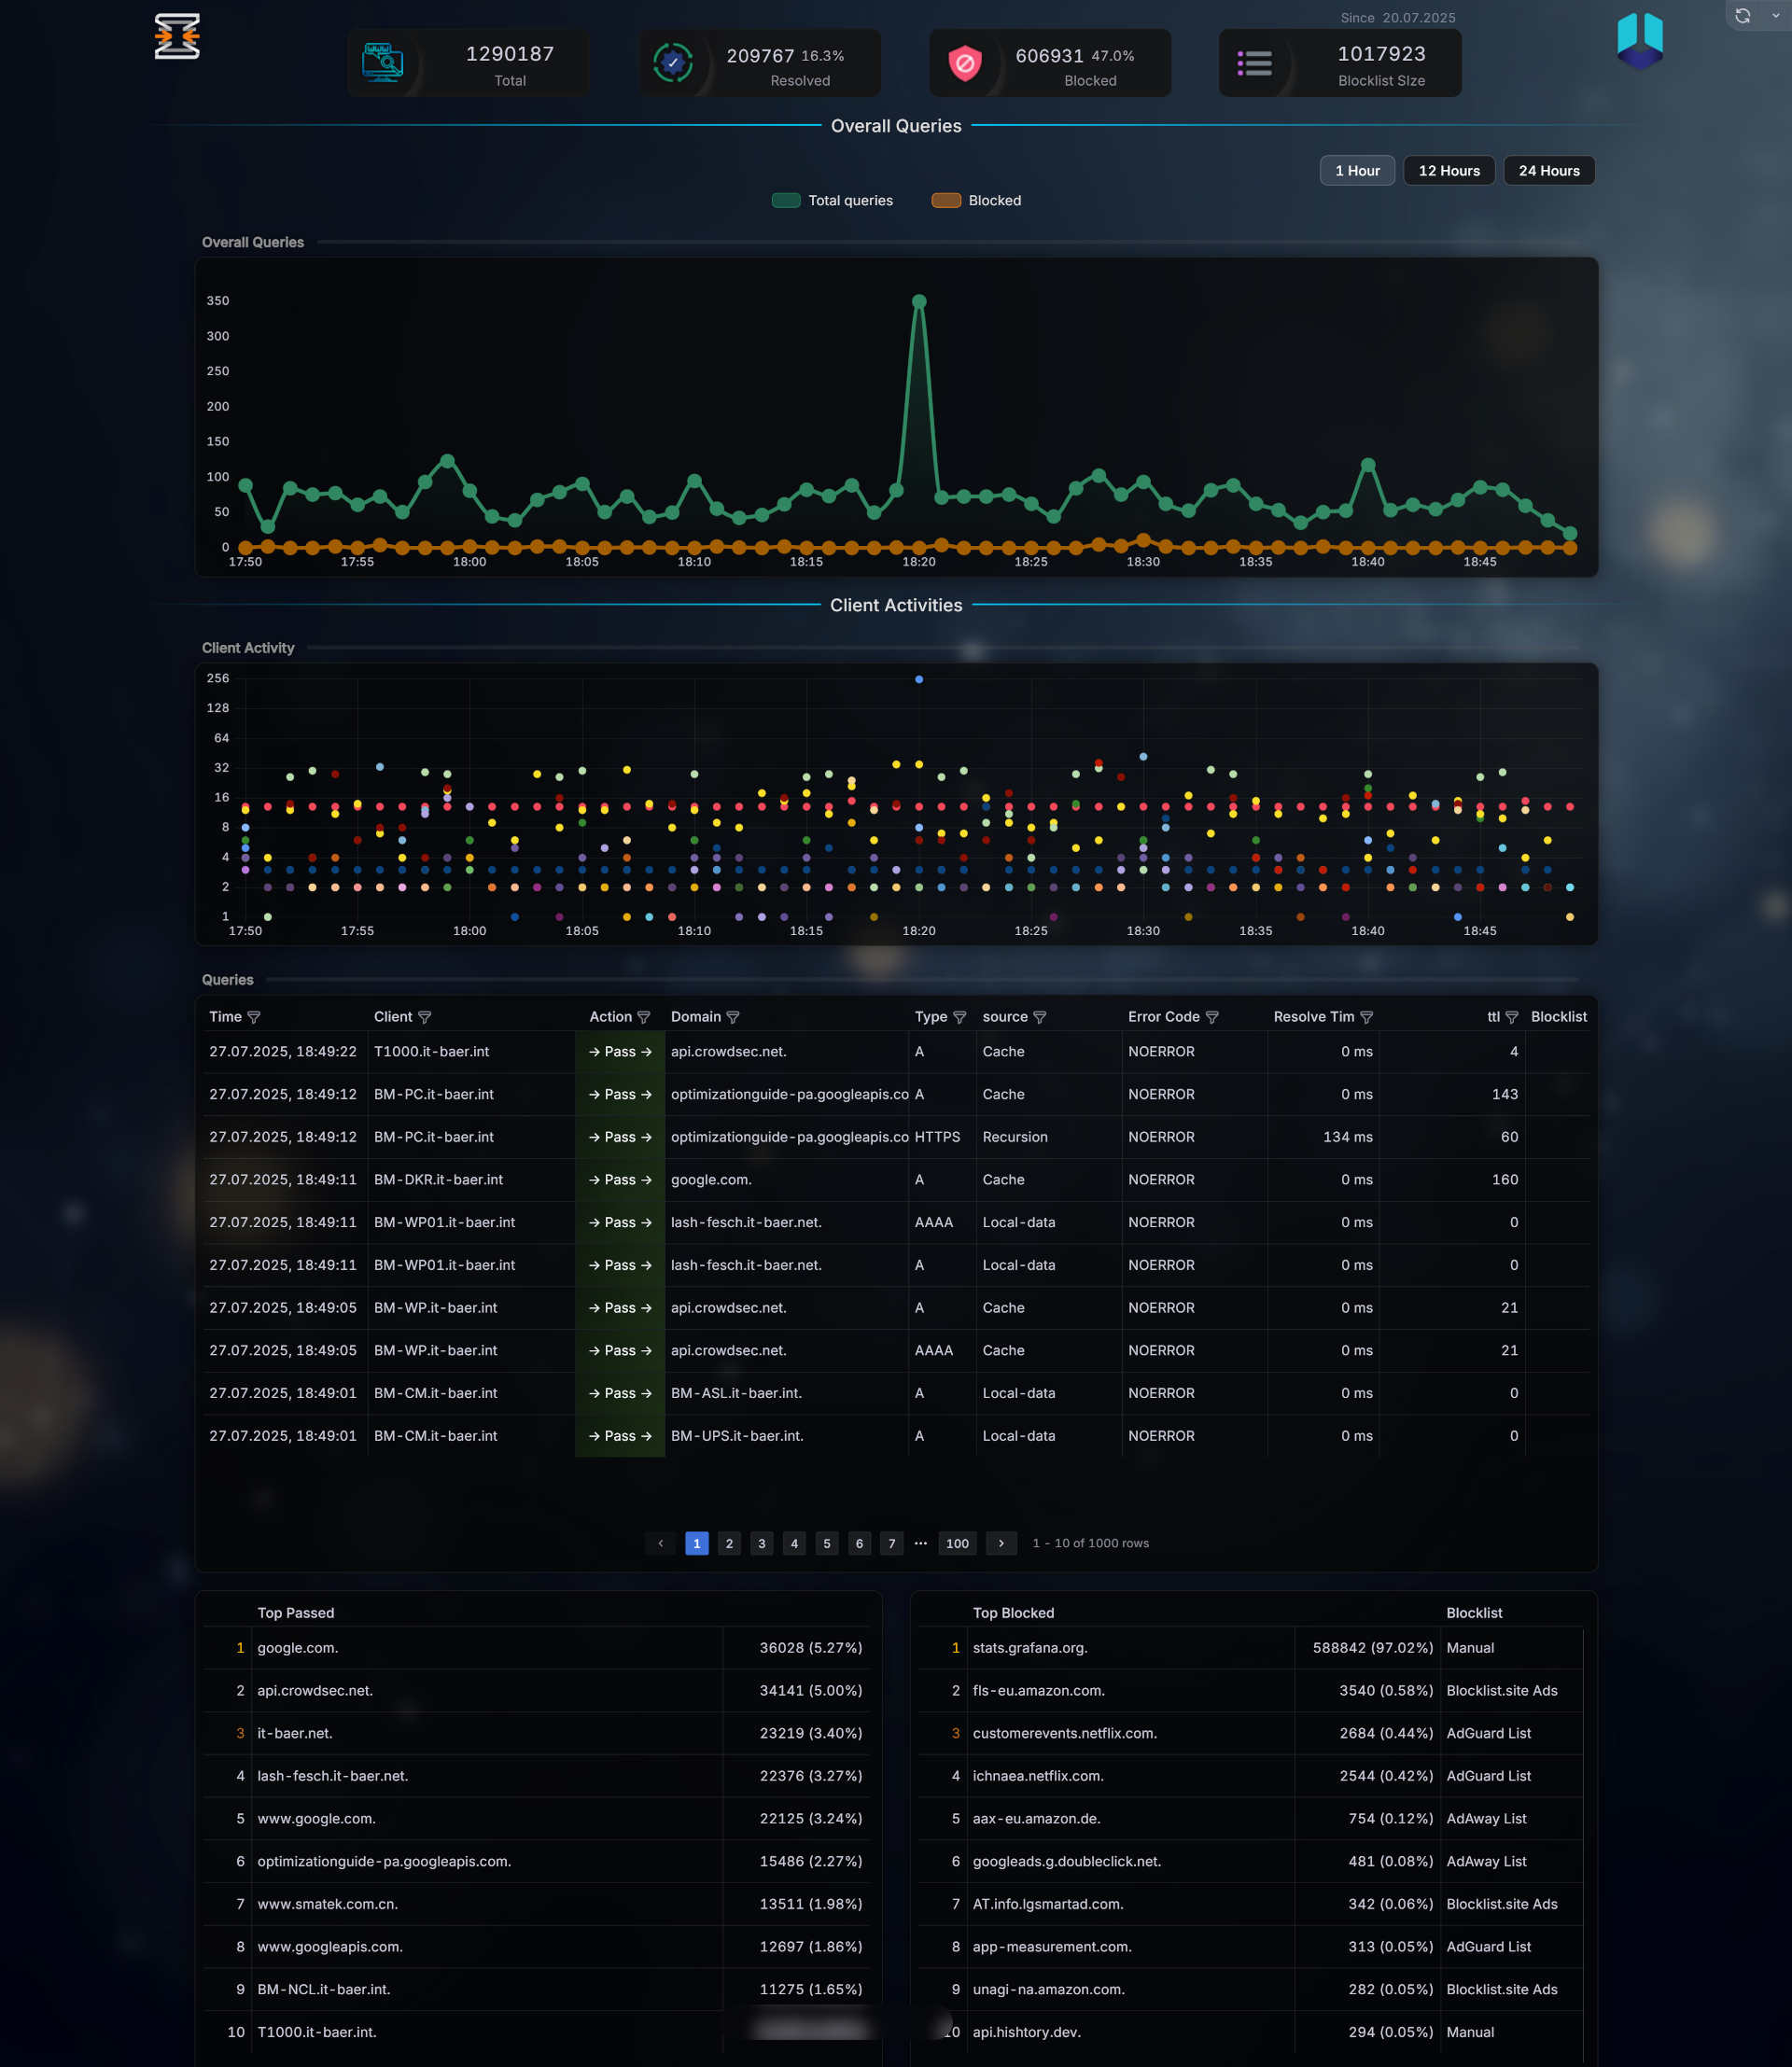 Since 20.07.2025
1290187
Total
209767 16.3%
Resolved
606931 47.0%
Blocked
1017923
Blocklist SIze
Overall Queries
1 Hour 12 Hours 24 Hours
Total queries Blocked
Overall Queries
350
300
250
200
150
100
50
0
17:50 17:55 18:00 18:05 18:10 18:15 18:20 18:25 18:30 18:35 18:40 18:45
Client Activities
Client Activity
256
128
64
32
16
8
4
2
1
17:50 17:55 18:00 18:05 18:10 18:15 18:20 18:25 18:30 18:35 18:40 18:45
Queries
Time Client Action Domain Type source Error Code Resolve Tim ttl Blocklist
27.07.2025, 18:49:22 T1000.it-baer.int → Pass → api.crowdsec.net. A Cache NOERROR 0 ms 4
27.07.2025, 18:49:12 BM-PC.it-baer.int → Pass → optimizationguide-pa.googleapis.co A Cache NOERROR 0 ms 143
27.07.2025, 18:49:12 BM-PC.it-baer.int → Pass → optimizationguide-pa.googleapis.co HTTPS Recursion NOERROR 134 ms 60
27.07.2025, 18:49:11 BM-DKR.it-baer.int → Pass → google.com. A Cache NOERROR 0 ms 160
27.07.2025, 18:49:11 BM-WP01.it-baer.int → Pass → lash-fesch.it-baer.net. AAAA Local-data NOERROR 0 ms 0
27.07.2025, 18:49:11 BM-WP01.it-baer.int → Pass → lash-fesch.it-baer.net. A Local-data NOERROR 0 ms 0
27.07.2025, 18:49:05 BM-WP.it-baer.int → Pass → api.crowdsec.net. A Cache NOERROR 0 ms 21
27.07.2025, 18:49:05 BM-WP.it-baer.int → Pass → api.crowdsec.net. AAAA Cache NOERROR 0 ms 21
27.07.2025, 18:49:01 BM-CM.it-baer.int → Pass → BM-ASL.it-baer.int. A Local-data NOERROR 0 ms 0
27.07.2025, 18:49:01 BM-CM.it-baer.int → Pass → BM-UPS.it-baer.int. A Local-data NOERROR 0 ms 0
‹ 1 2 3 4 5 6 7 ··· 100 › 1 - 10 of 1000 rows
Top Passed
1 google.com. 36028 (5.27%)
2 api.crowdsec.net. 34141 (5.00%)
3 it-baer.net. 23219 (3.40%)
4 lash-fesch.it-baer.net. 22376 (3.27%)
5 www.google.com. 22125 (3.24%)
6 optimizationguide-pa.googleapis.com. 15486 (2.27%)
7 www.smatek.com.cn. 13511 (1.98%)
8 www.googleapis.com. 12697 (1.86%)
9 BM-NCL.it-baer.int. 11275 (1.65%)
10 T1000.it-baer.int.
Top Blocked Blocklist
1 stats.grafana.org. 588842 (97.02%) Manual
2 fls-eu.amazon.com. 3540 (0.58%) Blocklist.site Ads
3 customerevents.netflix.com. 2684 (0.44%) AdGuard List
4 ichnaea.netflix.com. 2544 (0.42%) AdGuard List
5 aax-eu.amazon.de. 754 (0.12%) AdAway List
6 googleads.g.doubleclick.net. 481 (0.08%) AdAway List
7 AT.info.lgsmartad.com. 342 (0.06%) Blocklist.site Ads
8 app-measurement.com. 313 (0.05%) AdGuard List
9 unagi-na.amazon.com. 282 (0.05%) Blocklist.site Ads
10 api.hishtory.dev. 294 (0.05%) Manual